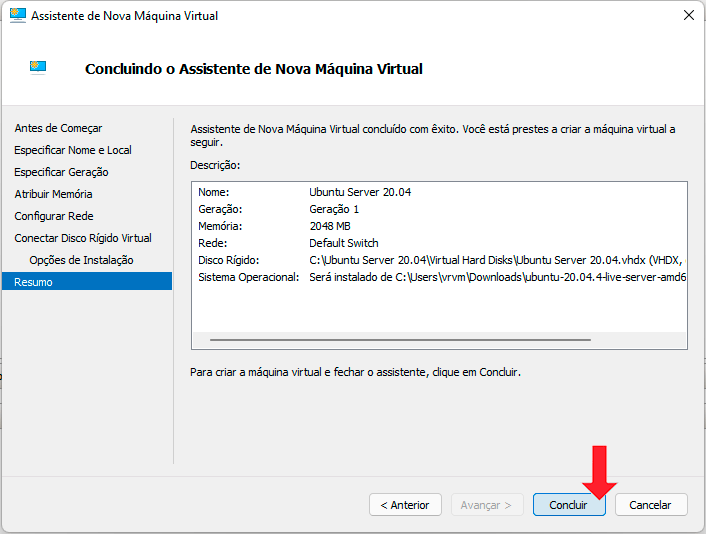 Assistente de Nova Máquina Virtual
Concluindo o Assistente de Nova Máquina Virtual
Antes de Começar
Especificar Nome e Local
Especificar Geração
Atribuir Memória
Configurar Rede
Conectar Disco Rígido Virtual
Opções de Instalação
Resumo
Assistente de Nova Máquina Virtual concluído com êxito. Você está prestes a criar a máquina virtual a
seguir.
Descrição:
Nome: Ubuntu Server 20.04
Geração: Geração 1
Memória: 2048 MB
Rede: Default Switch
Disco Rígido: C:\Ubuntu Server 20.04\Virtual Hard Disks\Ubuntu Server 20.04.vhdx (VHDX,
Sistema Operacional: Será instalado de C:\Users\vrvm\Downloads\ubuntu-20.04.4-live-server-amd6
Para criar a máquina virtual e fechar o assistente, clique em Concluir.
< Anterior
Avançar >
Concluir
Cancelar